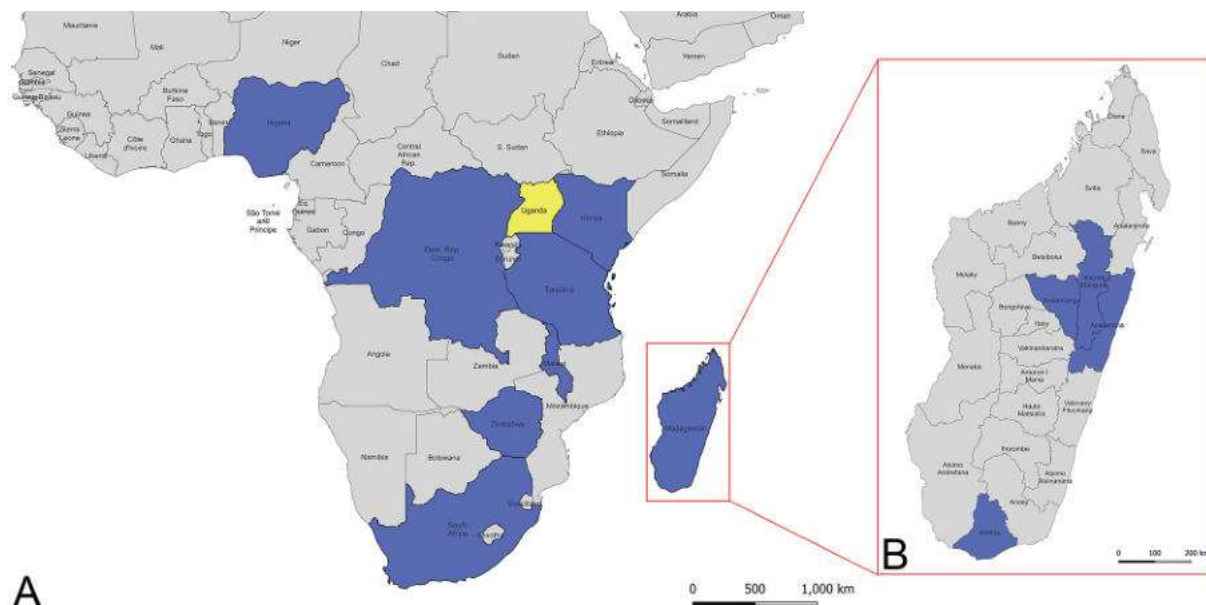 Mauritania
Mali
Niger
Chad
Sudan
Eritrea
Arabia
Oman
Yemen
Senegal
Gambia
Guinea-Bissau
Guinea
Sierra
Leone
Liberia
Côte
d'Ivoire
Burkina
Faso
Ghana
Togo
Benin
Nigeria
Cameroon
Central
African
Rep.
S. Sudan
Ethiopia
Djibouti
Somaliland
Somalia
São Tomé
and
Principe
Eq.
Guinea
Gabon
Congo
Dem. Rep.
Congo
Uganda
Kenya
Rwanda
Burundi
Tanzania
Angola
Zambia
Malawi
Mozambique
Zimbabwe
Namibia
Botswana
South
Africa
Lesotho
Madagascar
A
0 500 1,000 km
Diana
Sava
Sofia
Boeny
Betsiboka
Analanjirofo
Melaky
Bongolava
Itasy
Analamanga
Alaotra
Mangoro
Atsinanana
Vakinankaratra
Menabe
Amoron I
Mania
Haute
Matsiatra
Vatovavy
Fitovinany
Ihorombe
Atsimo
Andrefana
Atsimo
Atsinanana
Anosy
Androy
B
0 100 200 km